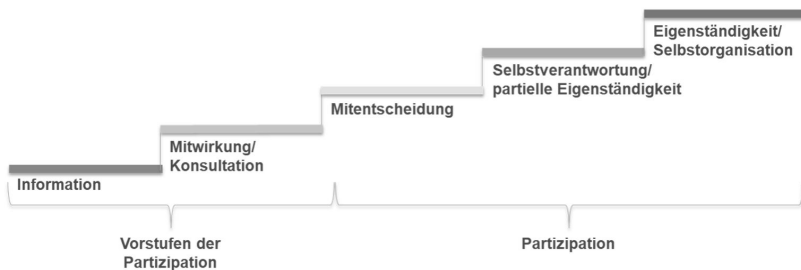 Information
Mitwirkung/
Konsultation
Mitentscheidung
Selbstverantwortung/
partielle Eigenständigkeit
Eigenständigkeit/
Selbstorganisation
Vorstufen der
Partizipation
Partizipation